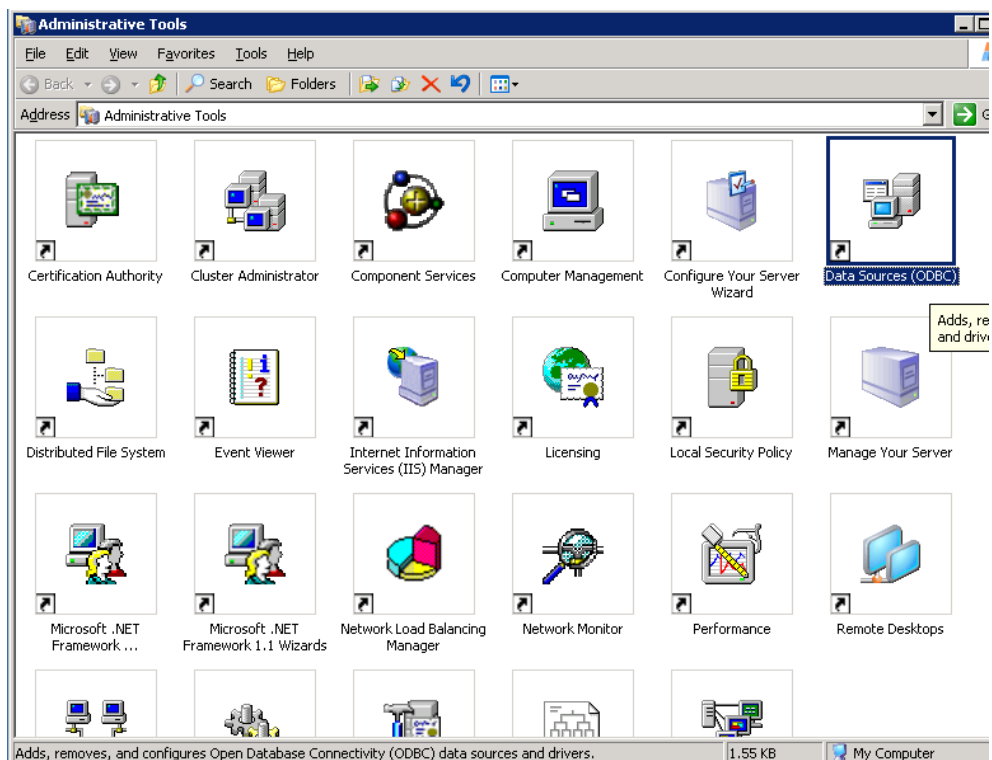 Administrative Tools
File Edit View Favorites Tools Help
Back Search Folders
Address Administrative Tools
Certification Authority
Cluster Administrator
Component Services
Computer Management
Configure Your Server
Wizard
Data Sources (ODBC)
Adds, re
and drive
Distributed File System
Event Viewer
Internet Information
Services (IIS) Manager
Licensing
Local Security Policy
Manage Your Server
Microsoft .NET
Framework ...
Microsoft .NET
Framework 1.1 Wizards
Network Load Balancing
Manager
Network Monitor
Performance
Remote Desktops
Adds, removes, and configures Open Database Connectivity (ODBC) data sources and drivers. 1.55 KB My Computer